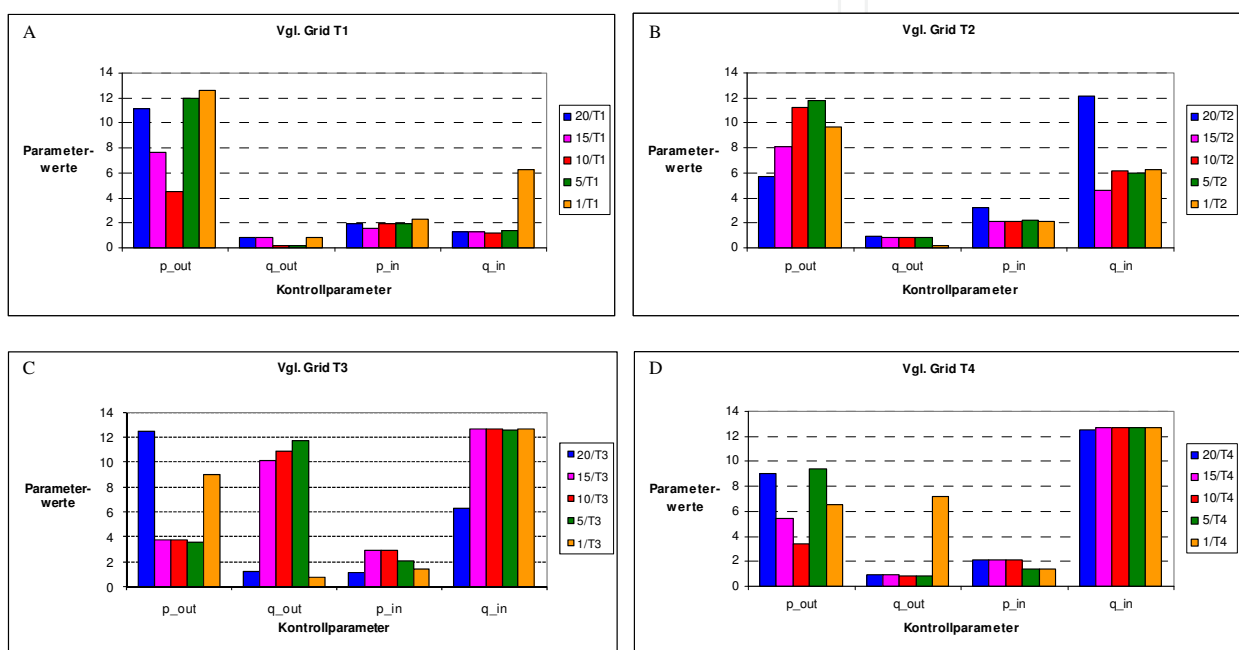 A
Vgl. Grid T1
14
12
10
8
6
4
2
0
Parameter-
werte
p_out
q_out
p_in
q_in
Kontrollparameter
20/T1
15/T1
10/T1
5/T1
1/T1
B
Vgl. Grid T2
14
12
10
8
6
4
2
0
Parameter-
werte
p_out
q_out
p_in
q_in
Kontrollparameter
20/T2
15/T2
10/T2
5/T2
1/T2
C
Vgl. Grid T3
14
12
10
8
6
4
2
0
Parameter-
werte
p_out
q_out
p_in
q_in
Kontrollparameter
20/T3
15/T3
10/T3
5/T3
1/T3
D
Vgl. Grid T4
14
12
10
8
6
4
2
0
Parameter-
werte
p_out
q_out
p_in
q_in
Kontrollparameter
20/T4
15/T4
10/T4
5/T4
1/T4